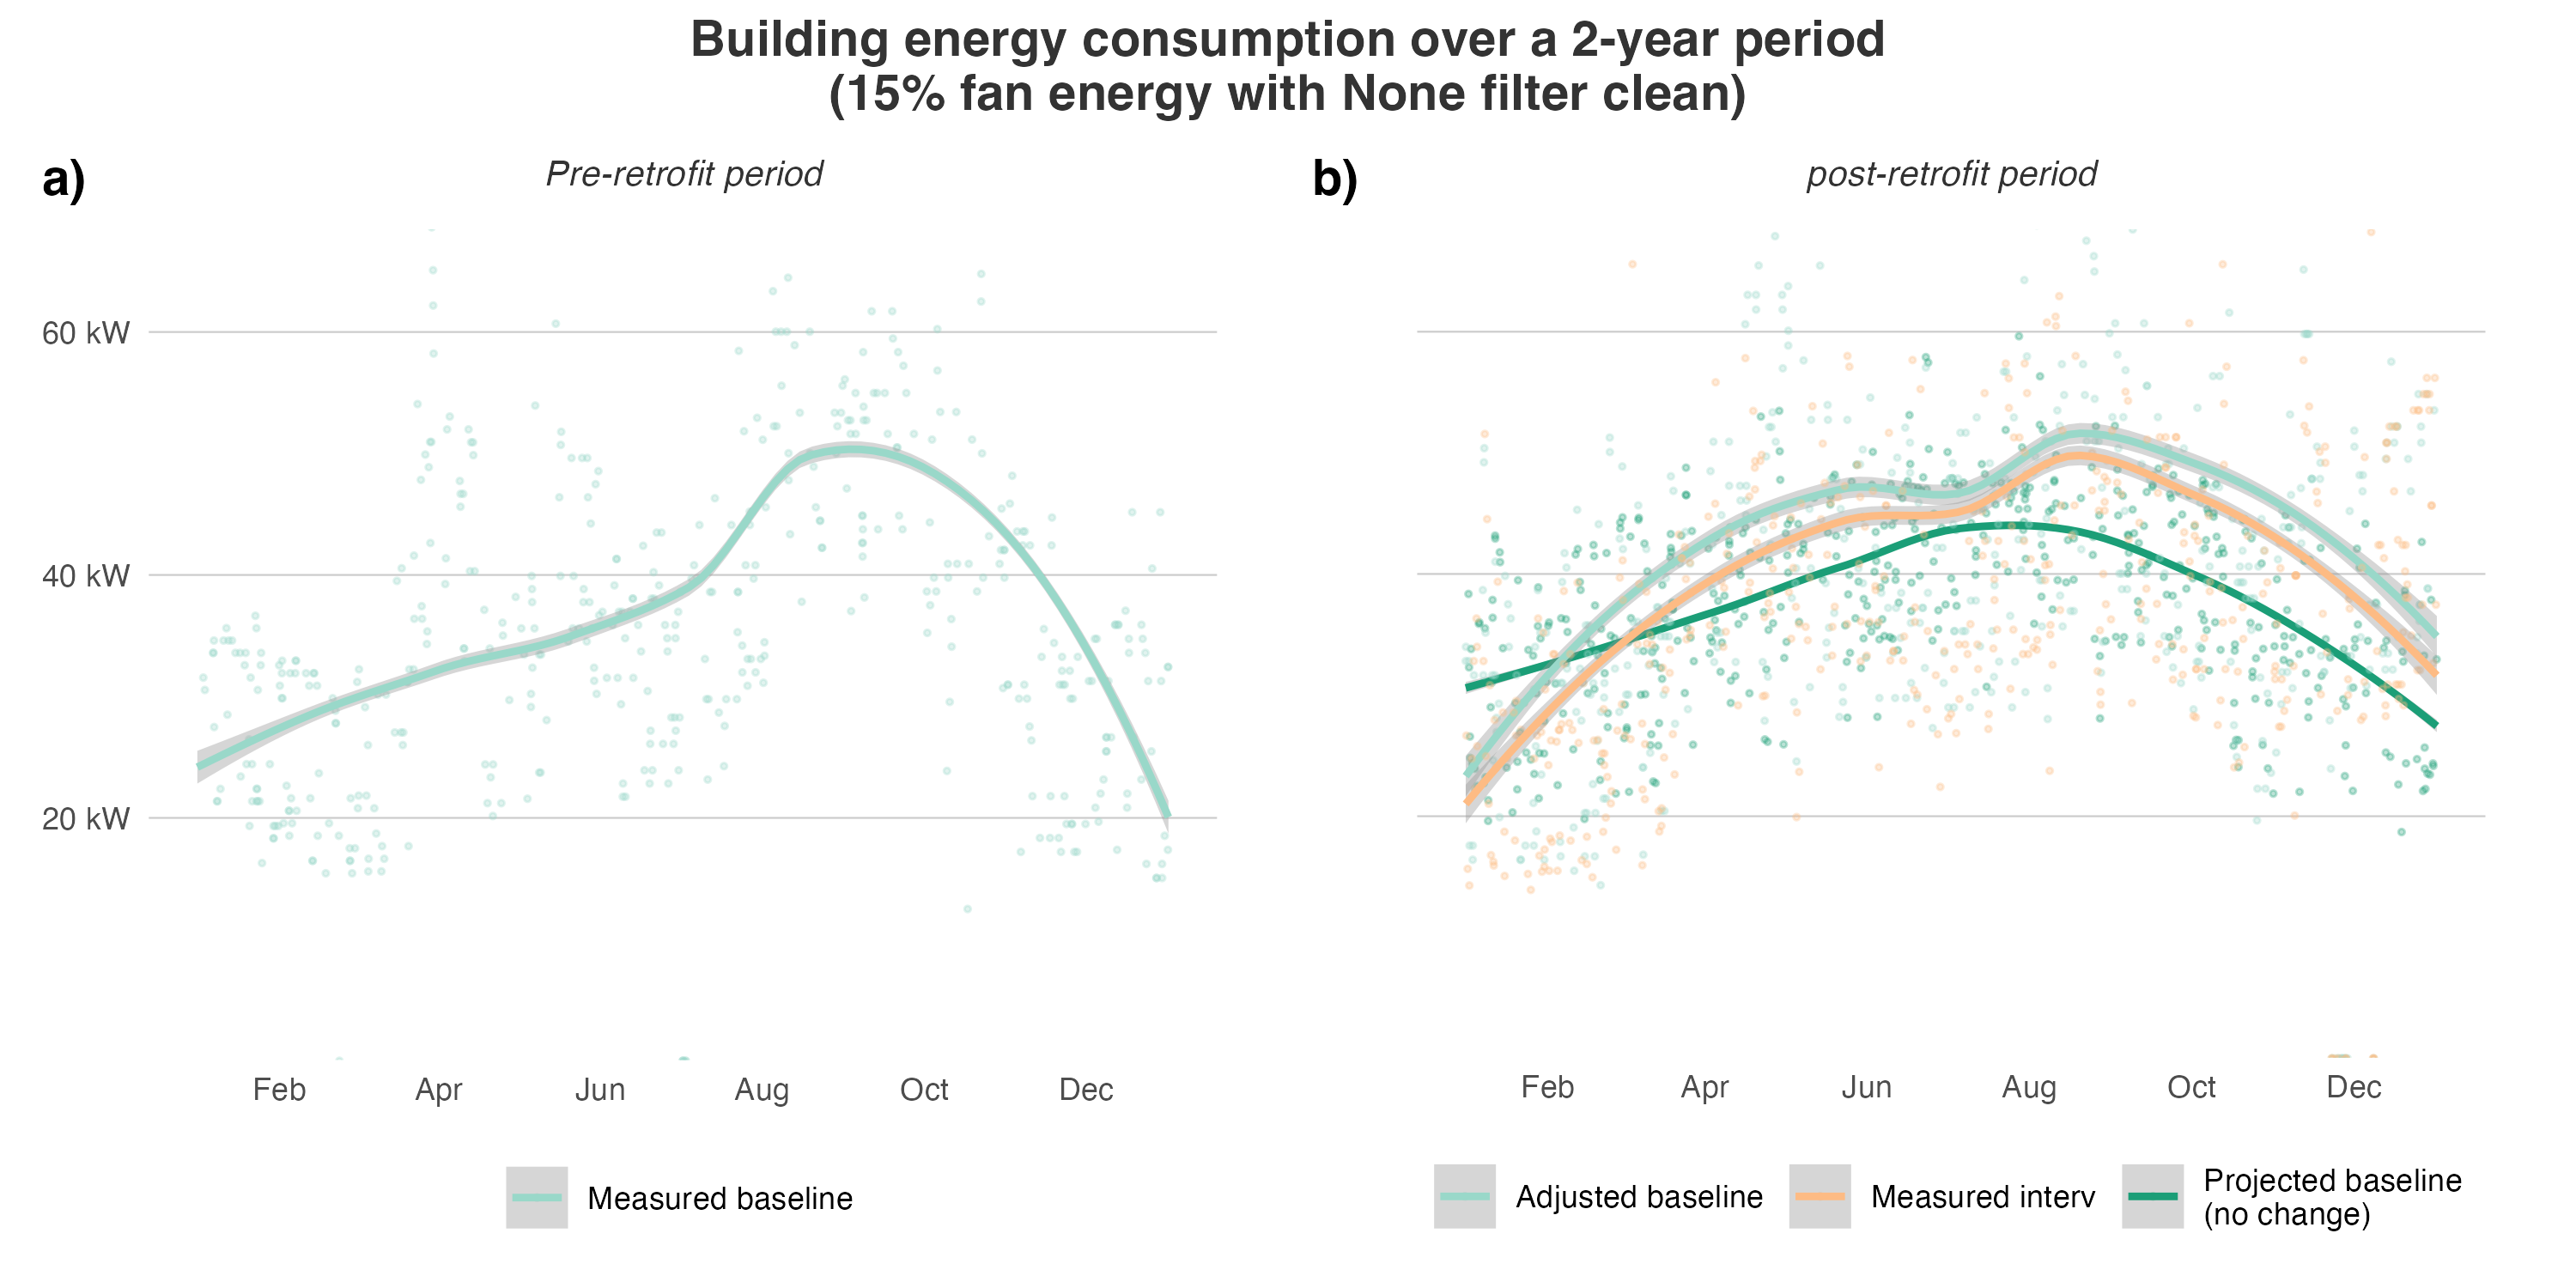 Building energy consumption over a 2-year period
(15% fan energy with None filter clean)
a)
Pre-retrofit period
60 kW
40 kW
20 kW
Feb
Apr
Jun
Aug
Oct
Dec
Measured baseline
b)
post-retrofit period
Feb
Apr
Jun
Aug
Oct
Dec
Adjusted baseline
Measured interv
Projected baseline
(no change)